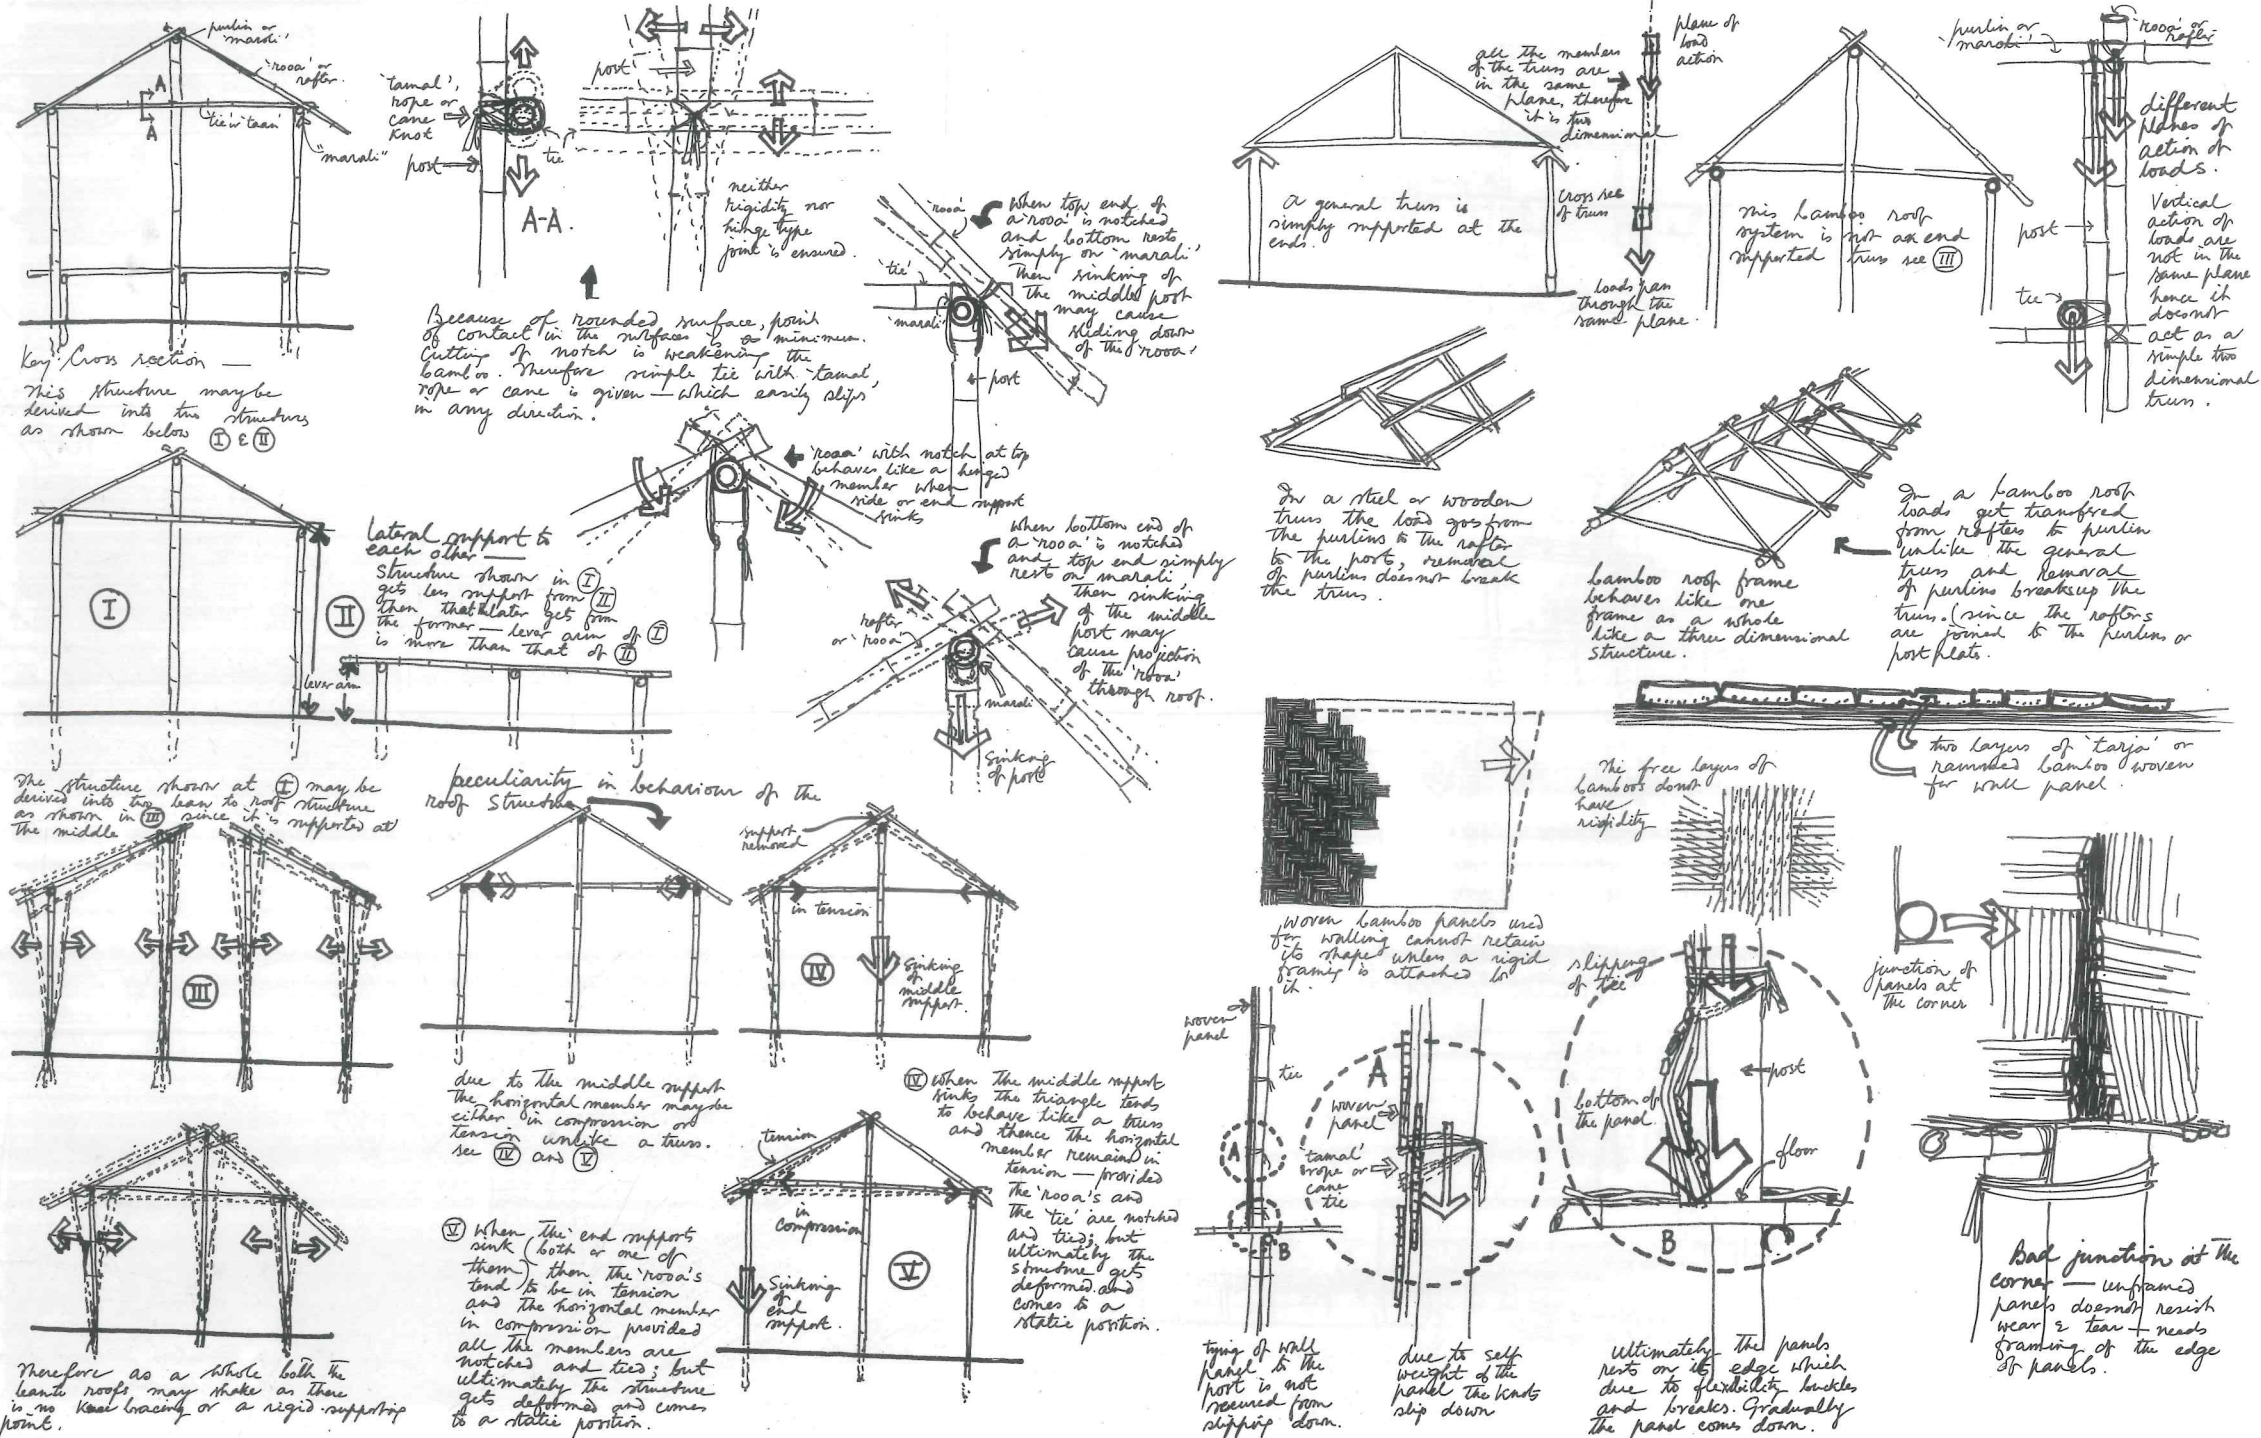 purlin or
'marali'
'rooa' or
rafter.
A
A
'tie' or 'taan'
"marali"
Key Cross section —
This structure may be
derived into two structures
as shown below I & II
'tamal',
rope or
cane
knot
post
tie
A-A.
post
neither
rigidity nor
hinge type
joint is ensured.
Because of rounded surface, point
of contact in the surfaces is a minimum.
Cutting of notch is weakening the
bamboo. Therefore simple tie with 'tamal',
rope or cane is given — which easily slips
in any direction.
'rooa'
'tie'
'marali'
post
when top end of
a 'rooa' is notched
and bottom rests
simply on 'marali'
then sinking of
the middle post
may cause
sliding down
of the 'rooa'
I
lever arm
II
lateral support to
each other —
Structure shown in I
gets less support from II
then that later gets from
the former — lever arm of I
is more than that of II
'rooa' with notch at top
behaves like a hinged
member when
side or end support
sinks
when bottom end of
a 'rooa' is notched
and top end simply
rests on marali,
then sinking
of the middle
post may
cause projection
of the 'rooa'
through roof.
rafter
or 'rooa'
marali
Sinking
of post
The structure shown at I may be
derived into two lean to roof structure
as shown in III since it is supported at
the middle
III
Therefore as a whole both the
leanto roofs may shake as there
is no knee bracing or a rigid supporting
point.
peculiarity in behaviour of the
roof structure
due to the middle support
the horizontal member may be
either in compression or
tension unlike a truss.
see IV and V
support
removed
in tension
IV
Sinking
of
middle
support.
IV when the middle support
sinks the triangle tends
to behave like a truss
and thence the horizontal
member remains in
tension — provided
the 'rooa's and
the 'tie' are notched
and tied; but
ultimately the
structure gets
deformed and
comes to a
static position.
V when the end supports
sink (both or one of
them) then the 'rooa's
tend to be in tension
and the horizontal member
in compression provided
all the members are
notched and tied; but
ultimately the structure
gets deformed and comes
to a static position.
tension
in
compression
Sinking
of
end
support.
V
A general truss is
simply supported at the
ends.
all the members
of the truss are
in the same
plane, therefore
it is two
dimensional
plane of
load
action
Cross sec
of truss
loads pass
through the
same plane.
This bamboo roof
system is not an end
supported truss see III
purlin or
marali
'rooa' or
rafter
different
planes of
action of
loads.
post
tie
Vertical
action of
loads are
not in the
same plane
hence it
does not
act as a
simple two
dimensional
truss.
In a steel or wooden
truss the load goes from
the purlins to the rafter
to the post, removal
of purlins does not break
the truss.
bamboo roof frame
behaves like one
frame as a whole
like a three dimensional
structure.
In a bamboo roof
loads get transfered
from rafters to purlin
unlike the general
truss and removal
of purlins breaks up the
truss. (since the rafters
are joined to the purlins or
post plats.
woven bamboo panels used
for walling cannot retain
its shape unless a rigid
frame is attached to
it.
The free layers of
bamboos donot
have
rigidity
two layers of 'tarja' or
rammed bamboo woven
for wall panel.
woven
panel
tie
A
B
tying of wall
panel to the
post is not
secured from
slipping down.
A
woven
panel
'tamal'
rope or
cane
tie
due to self
weight of the
panel the knots
slip down
slipping
of tie
bottom of
the panel
post
floor
B
Ultimately the panels
rests on its edge which
due to flexibility buckles
and breaks. Gradually
the panel comes down.
junction of
panels at
the corner
Bad junction at the
corner — unframed
panels doesnot resist
wear & tear — needs
framing of the edge
of panels.